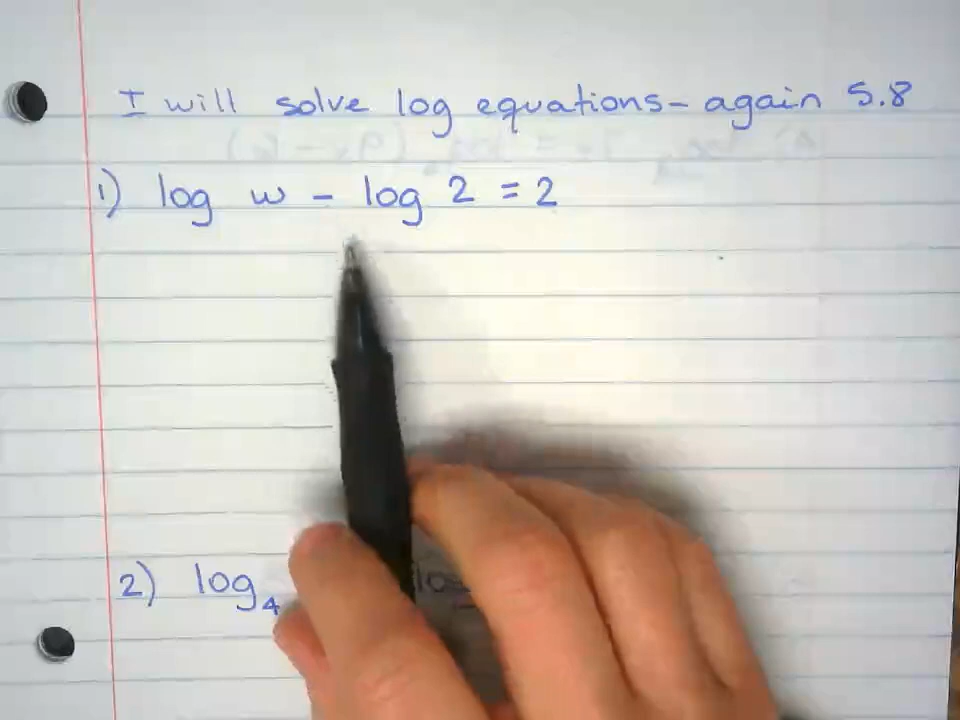 I will solve log equations- again 5.8
1) log w - log 2 = 2
2) log₄